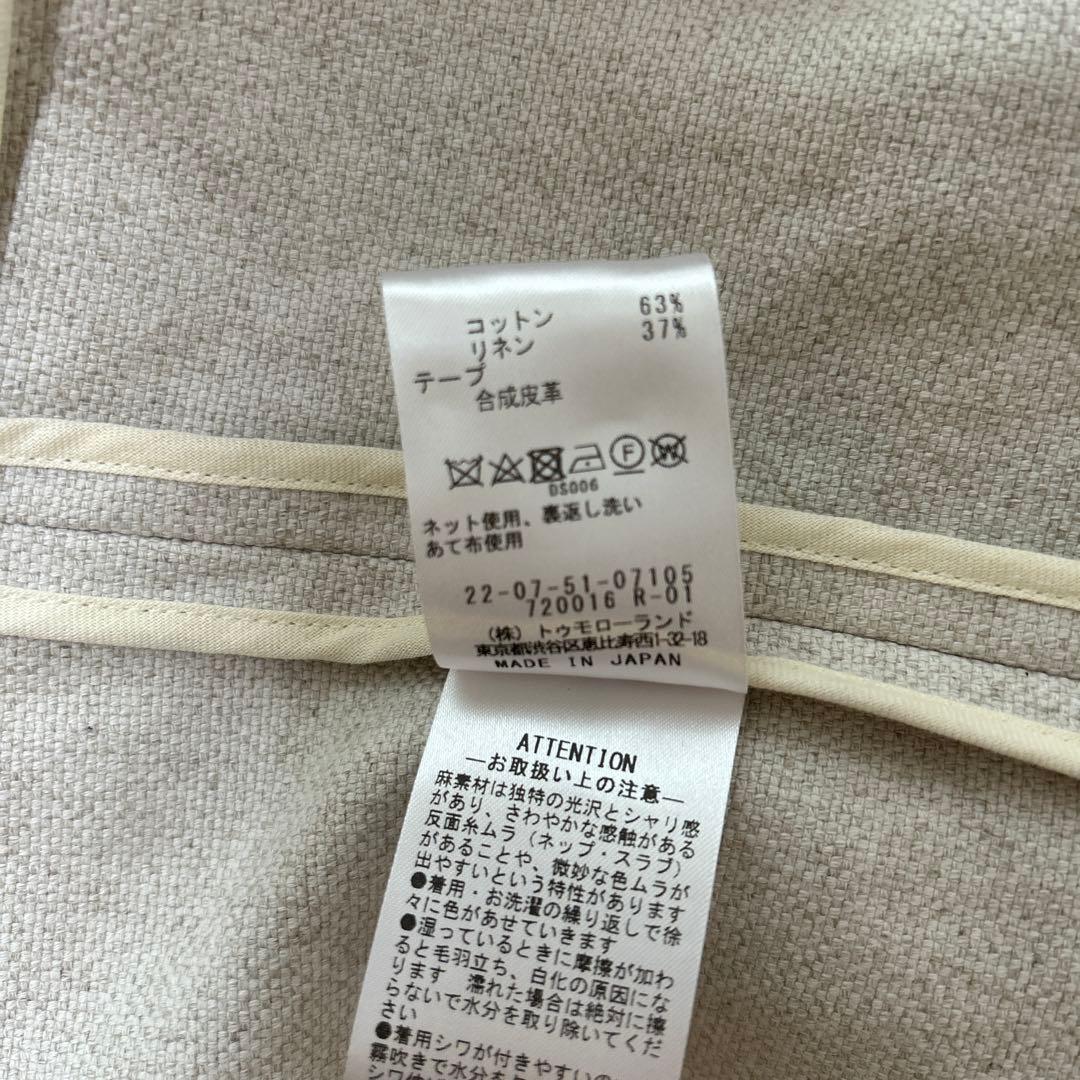 コットン 63%
リネン 37%
テープ
合成皮革
F W
DS006
ネット使用、裏返し洗い
あて布使用
22-07-51-07105
720016 R-01
(株) トゥモローランド
東京都渋谷区恵比寿西1-32-18
MADE IN JAPAN
ATTENTION
―お取扱い上の注意―
麻素材は独特の光沢とシャリ感
があり、さわやかな感触がある
反面糸ムラ（ネップ・スラブ）
があることや、微妙な色ムラが
出やすいという特性があります
●着用・お洗濯の繰り返しで徐
々に色があせていきます
●湿っているときに摩擦が加わ
ると毛羽立ち、白化の原因にな
ります 濡れた場合は絶対に擦
らないで水分を取り除いてくだ
さい
●着用シワが付きやすいの
霧吹きで水分を
シワ